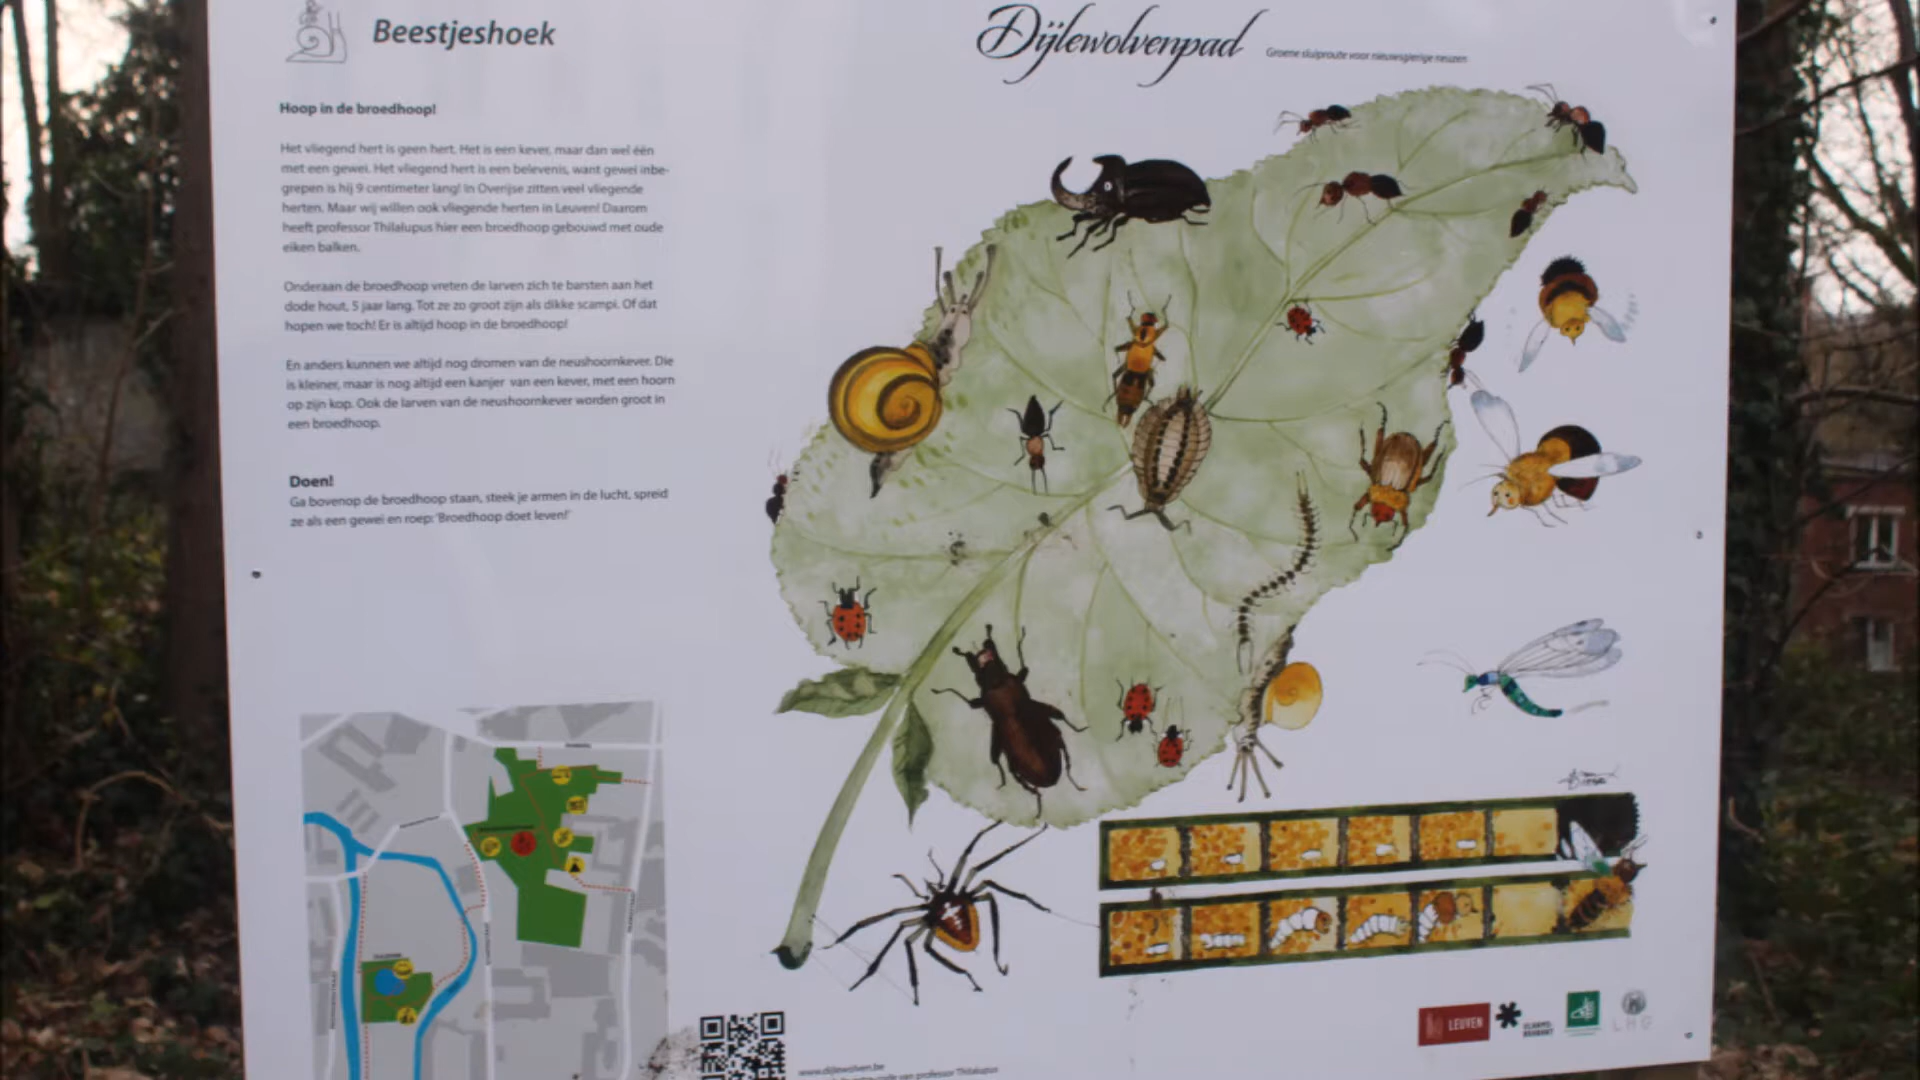 Beestjeshoek
Dijlewolvenpad
Groene sluiproute voor nieuwsgierige neuzen
Hoop in de broedhoop!
Het vliegend hert is geen hert. Het is een kever, maar dan wel één
met een gewei. Het vliegend hert is een belevenis, want gewei inbe-
grepen is hij 9 centimeter lang! In Overijse zitten veel vliegende
herten. Maar wij willen ook vliegende herten in Leuven! Daarom
heeft professor Thilalupus hier een broedhoop gebouwd met oude
eiken balken.
Onderaan de broedhoop vreten de larven zich te barsten aan het
dode hout, 5 jaar lang. Tot ze zo groot zijn als dikke scampi. Of dat
hopen we toch! Er is altijd hoop in de broedhoop!
En anders kunnen we altijd nog dromen van de neushoornkever. Die
is kleiner, maar is nog altijd een kanjer van een kever, met een hoorn
op zijn kop. Ook de larven van de neushoornkever worden groot in
een broedhoop.
Doen!
Ga bovenop de broedhoop staan, steek je armen in de lucht, spreid
ze als een gewei en roep: 'Broedhoop doet leven!'
LEUVEN
VLAAMS-
BRABANT
LHG
www.dijlewolven.be
van professor Thilalupus